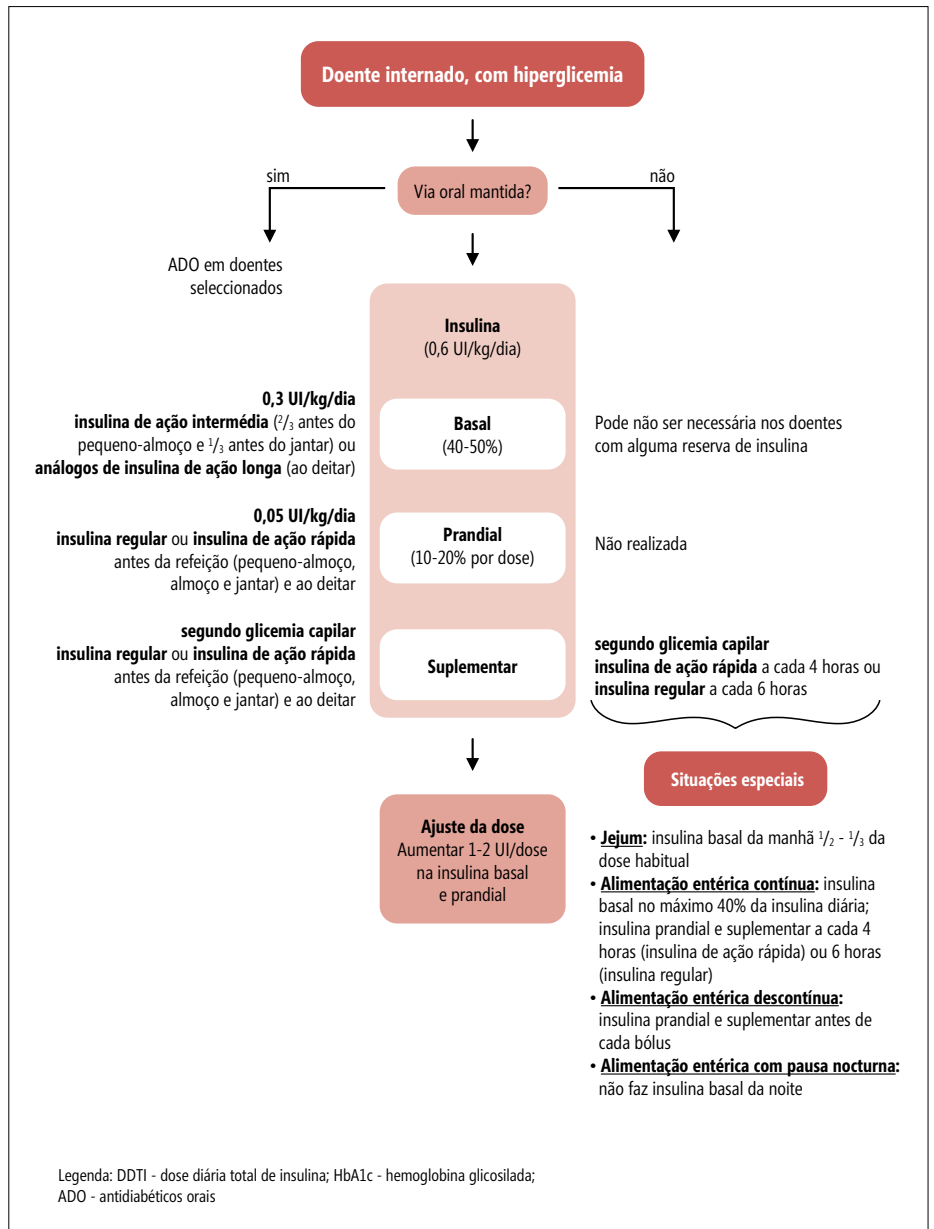 Doente internado, com hiperglicemia
sim
Via oral mantida?
não
ADO em doentes
seleccionados
Insulina
(0,6 UI/kg/dia)
0,3 UI/kg/dia
insulina de ação intermédia (2/3 antes do
pequeno-almoço e 1/3 antes do jantar) ou
análogos de insulina de ação longa (ao deitar)
Basal
(40-50%)
Pode não ser necessária nos doentes
com alguma reserva de insulina
0,05 UI/kg/dia
insulina regular ou insulina de ação rápida
antes da refeição (pequeno-almoço,
almoço e jantar) e ao deitar
Prandial
(10-20% por dose)
Não realizada
segundo glicemia capilar
insulina regular ou insulina de ação rápida
antes da refeição (pequeno-almoço,
almoço e jantar) e ao deitar
Suplementar
segundo glicemia capilar
insulina de ação rápida a cada 4 horas ou
insulina regular a cada 6 horas
Ajuste da dose
Aumentar 1-2 UI/dose
na insulina basal
e prandial
Situações especiais
• Jejum: insulina basal da manhã 1/2 - 1/3 da
dose habitual
• Alimentação entérica contínua: insulina
basal no máximo 40% da insulina diária;
insulina prandial e suplementar a cada 4
horas (insulina de ação rápida) ou 6 horas
(insulina regular)
• Alimentação entérica descontínua:
insulina prandial e suplementar antes de
cada bólus
• Alimentação entérica com pausa nocturna:
não faz insulina basal da noite
Legenda: DDTI - dose diária total de insulina; HbA1c - hemoglobina glicosilada;
ADO - antidiabéticos orais